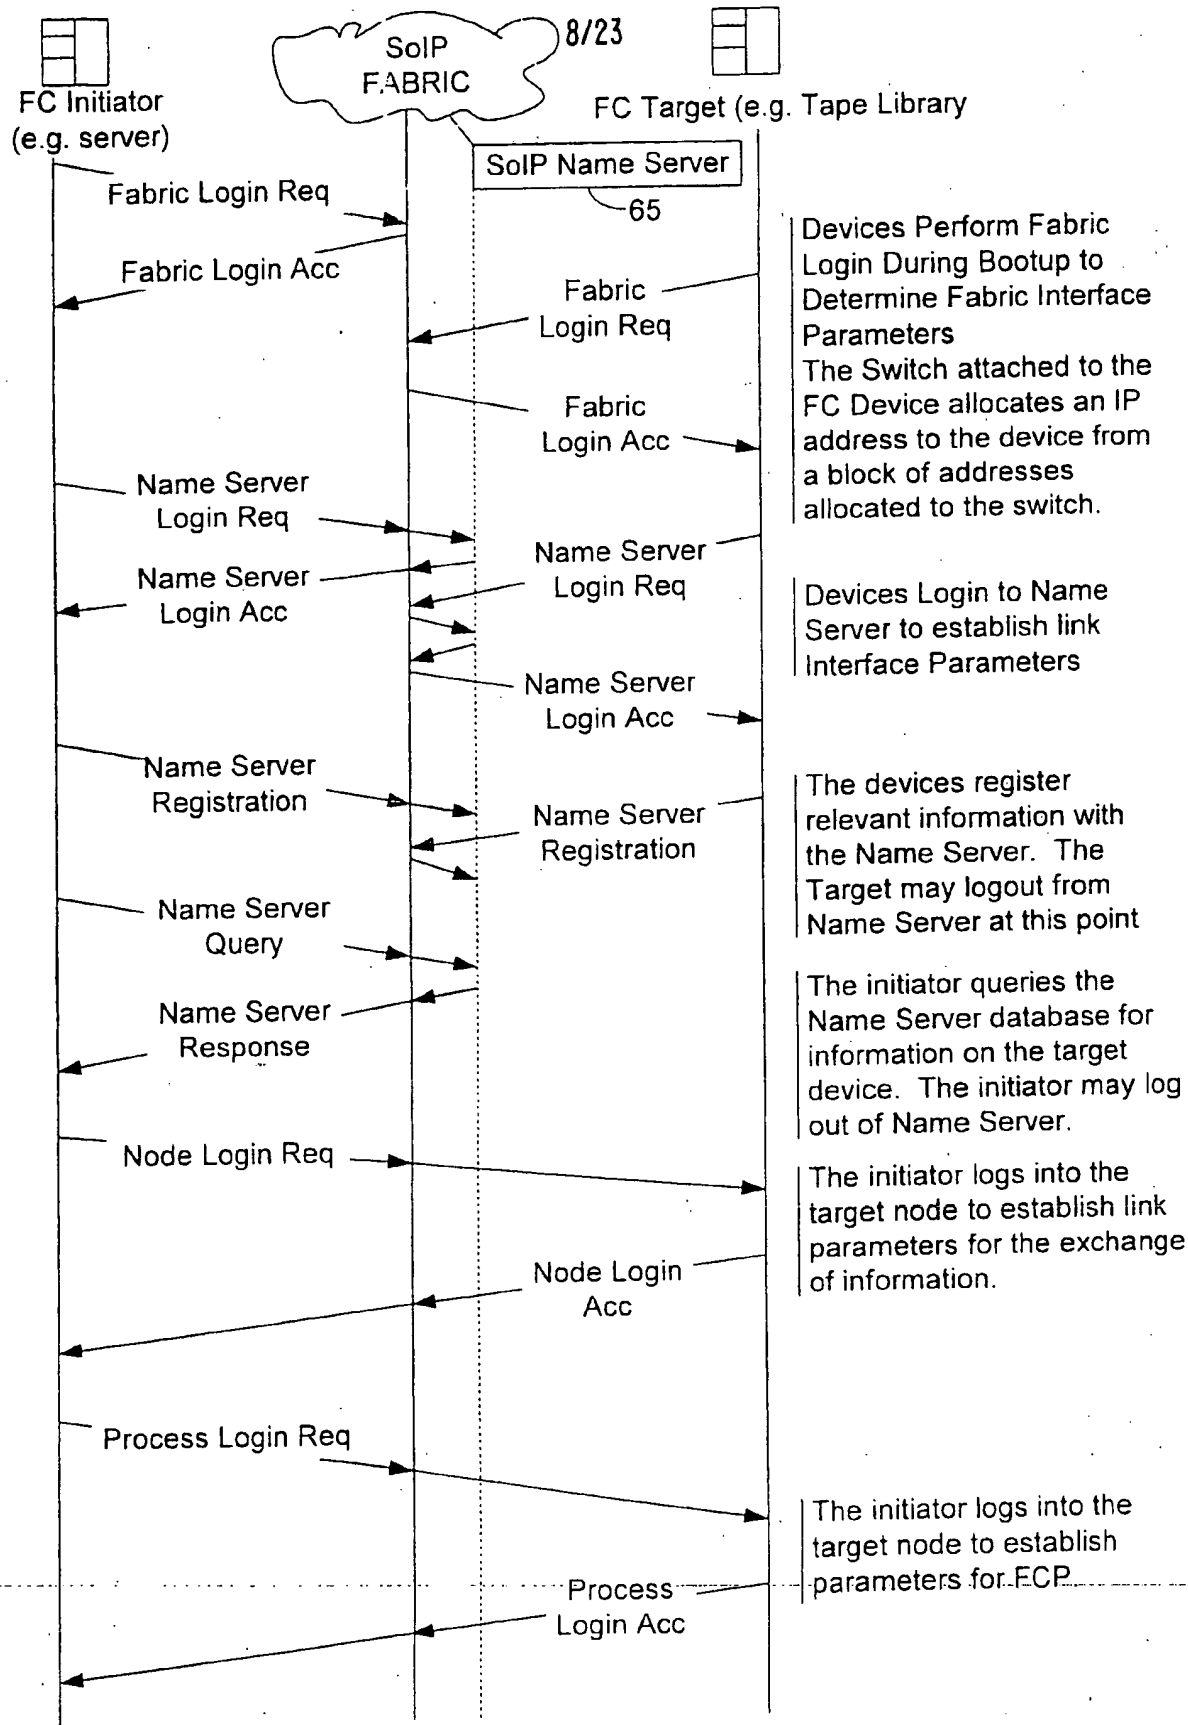 8/23
SoIP
FABRIC
FC Initiator
(e.g. server)
FC Target (e.g. Tape Library
SoIP Name Server
65
Fabric Login Req
Fabric Login Acc
Fabric
Login Req
Fabric
Login Acc
Devices Perform Fabric
Login During Bootup to
Determine Fabric Interface
Parameters
The Switch attached to the
FC Device allocates an IP
address to the device from
a block of addresses
allocated to the switch.
Name Server
Login Req
Name Server
Login Acc
Name Server
Login Req
Name Server
Login Acc
Devices Login to Name
Server to establish link
Interface Parameters
Name Server
Registration
Name Server
Registration
The devices register
relevant information with
the Name Server. The
Target may logout from
Name Server at this point
Name Server
Query
Name Server
Response
The initiator queries the
Name Server database for
information on the target
device. The initiator may log
out of Name Server.
Node Login Req
Node Login
Acc
The initiator logs into the
target node to establish link
parameters for the exchange
of information.
Process Login Req
Process
Login Acc
The initiator logs into the
target node to establish
parameters for FCP.